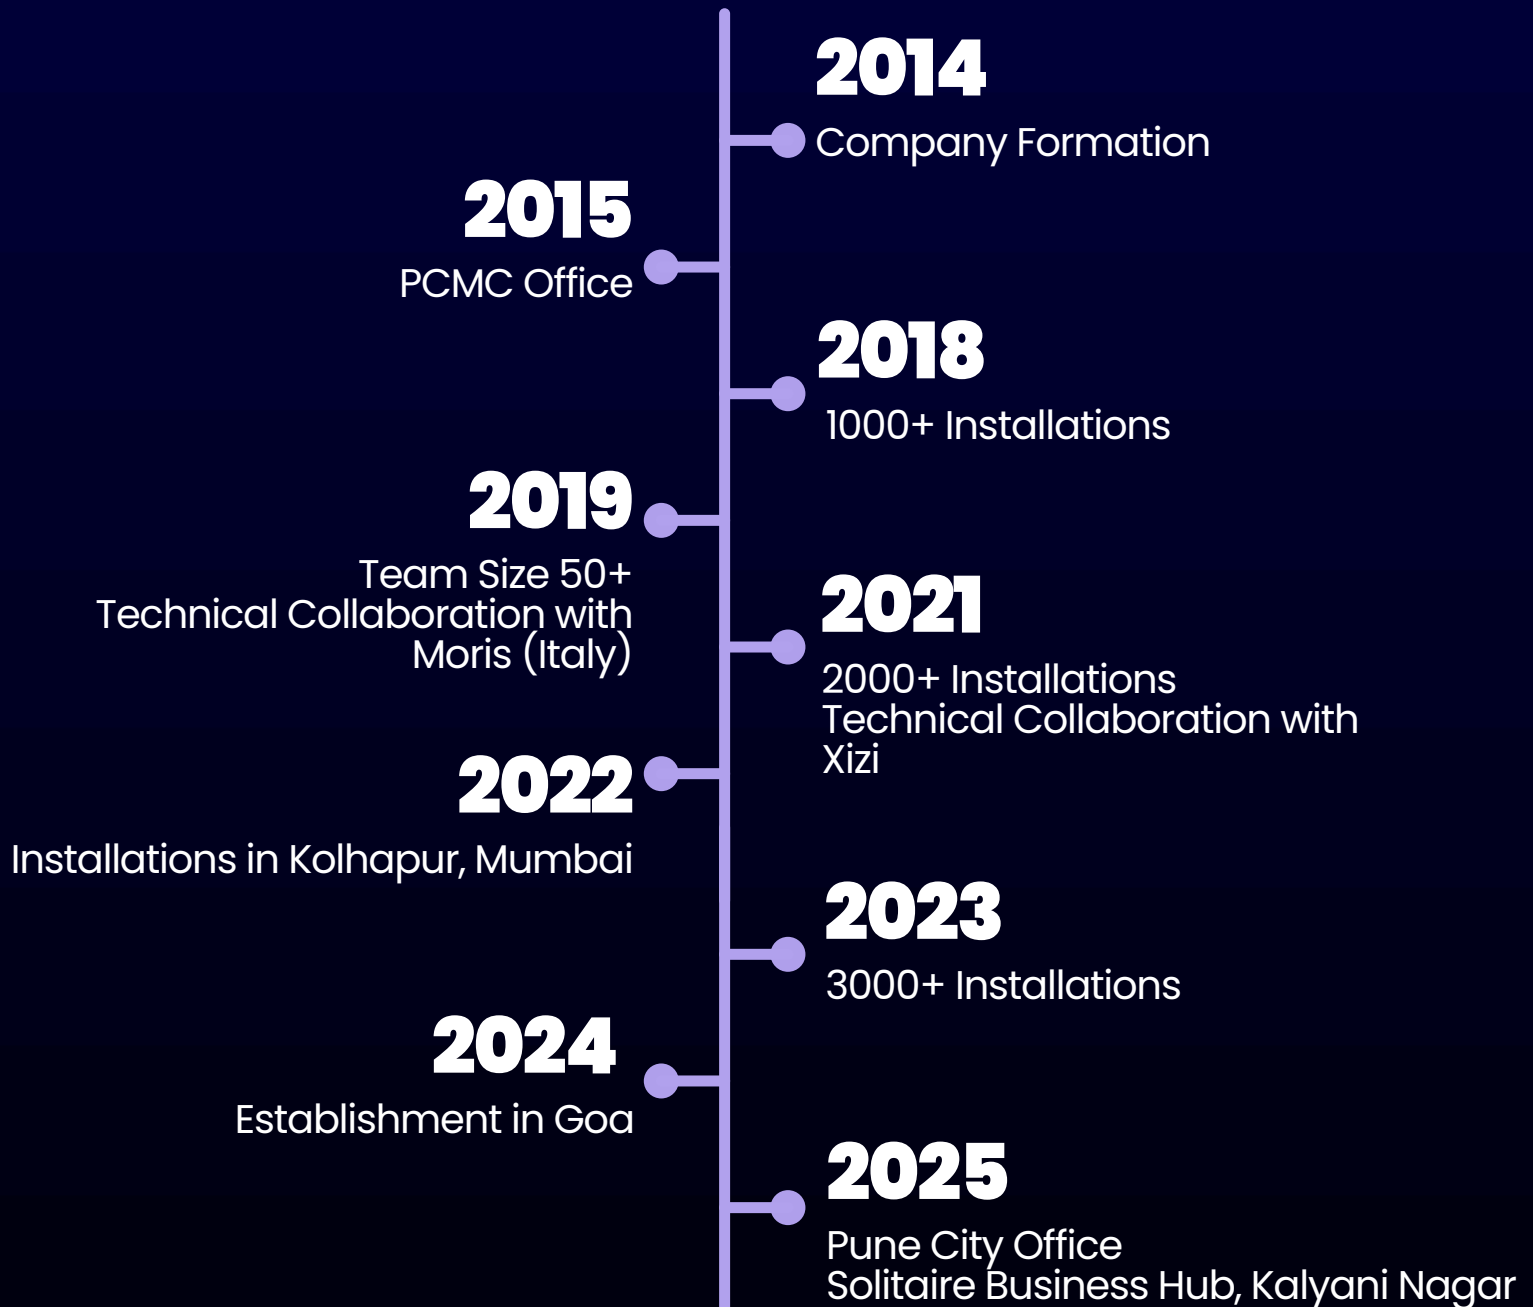 2014
Company Formation
2015
PCMC Office
2018
1000+ Installations
2019
Team Size 50+
Technical Collaboration with
Moris (Italy)
2021
2000+ Installations
Technical Collaboration with
Xizi
2022
Installations in Kolhapur, Mumbai
2023
3000+ Installations
2024
Establishment in Goa
2025
Pune City Office
Solitaire Business Hub, Kalyani Nagar